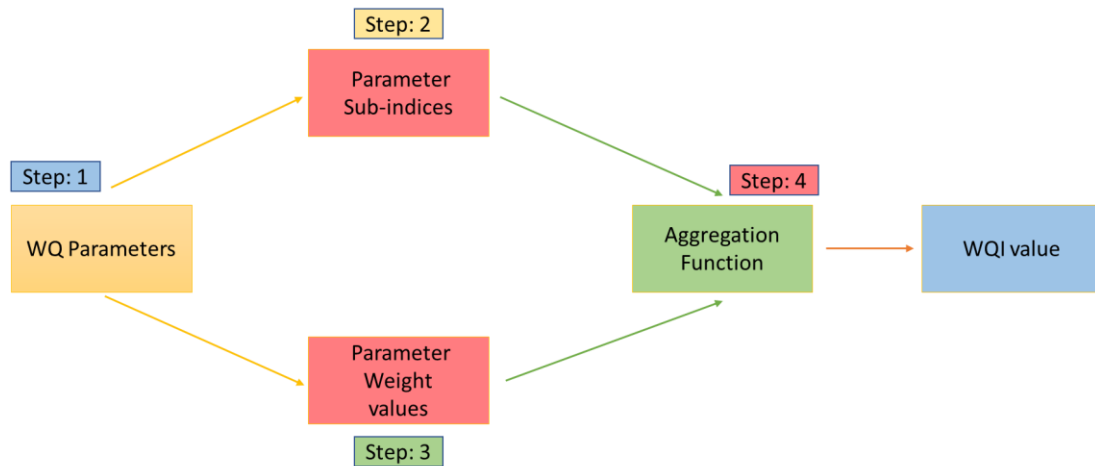 Step: 2
Parameter
Sub-indices
Step: 1
WQ Parameters
Step: 4
Aggregation
Function
WQI value
Parameter
Weight
values
Step: 3